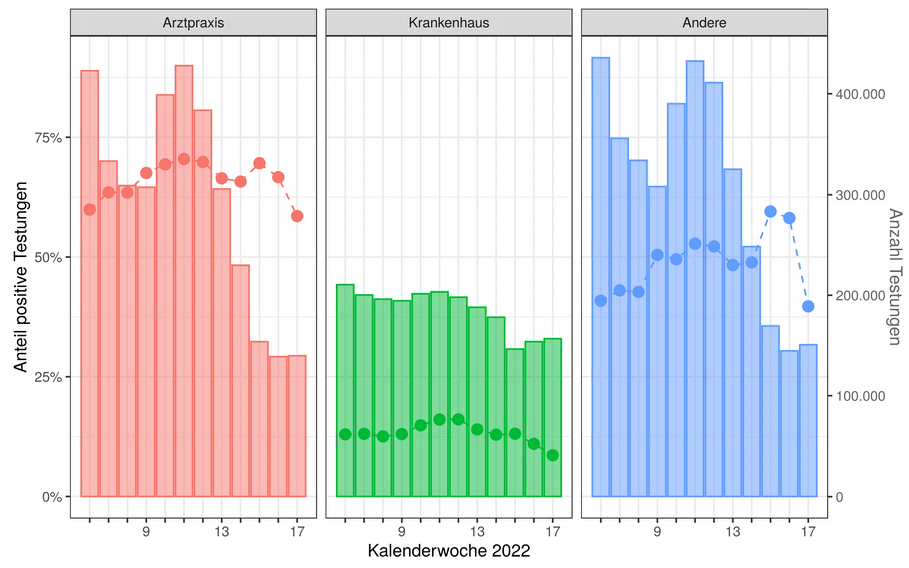 Arztpraxis
Krankenhaus
Andere
Anteil positive Testungen
75%
50%
25%
0%
400.000
300.000
200.000
100.000
0
Anzahl Testungen
9 13 17
9 13 17
9 13 17
Kalenderwoche 2022